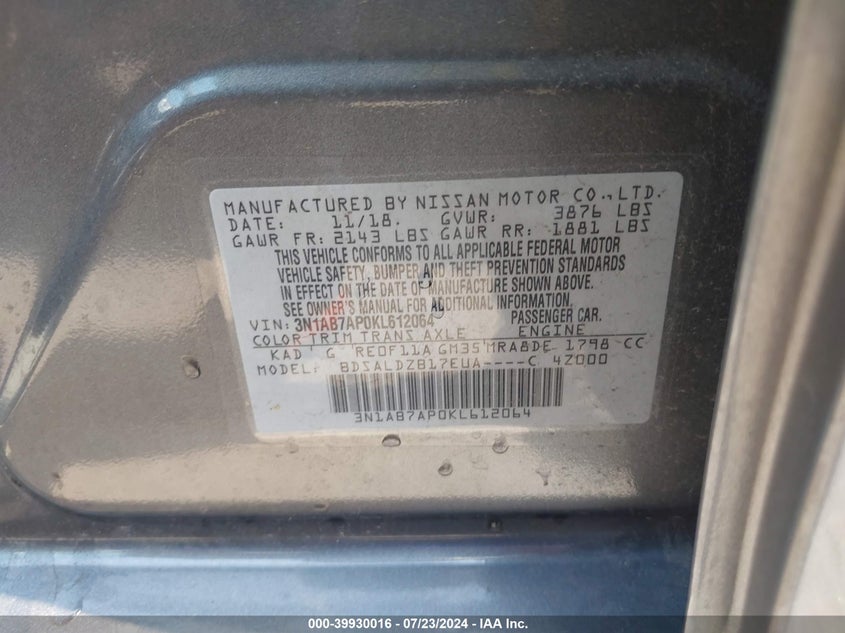 MANUFACTURED BY NISSAN MOTOR CO.,LTD.
DATE: 11/18. GVWR: 3876 LBS
GAWR FR: 2143 LBS GAWR RR: 1881 LBS
THIS VEHICLE CONFORMS TO ALL APPLICABLE FEDERAL MOTOR
VEHICLE SAFETY, BUMPER AND THEFT PREVENTION STANDARDS
IN EFFECT ON THE DATE OF MANUFACTURE SHOWN ABOVE.
SEE OWNER'S MANUAL FOR ADDITIONAL INFORMATION.
VIN: 3N1AB7AP0KL612064 PASSENGER CAR.
COLOR TRIM TRANS AXLE ENGINE
KAD G RE0F11A GM35 MRA8DE 1798 CC
MODEL: BDSALDZB17EUA----C 4Z000
3N1AB7AP0KL612064
000-39930016 - 07/23/2024 - IAA Inc.